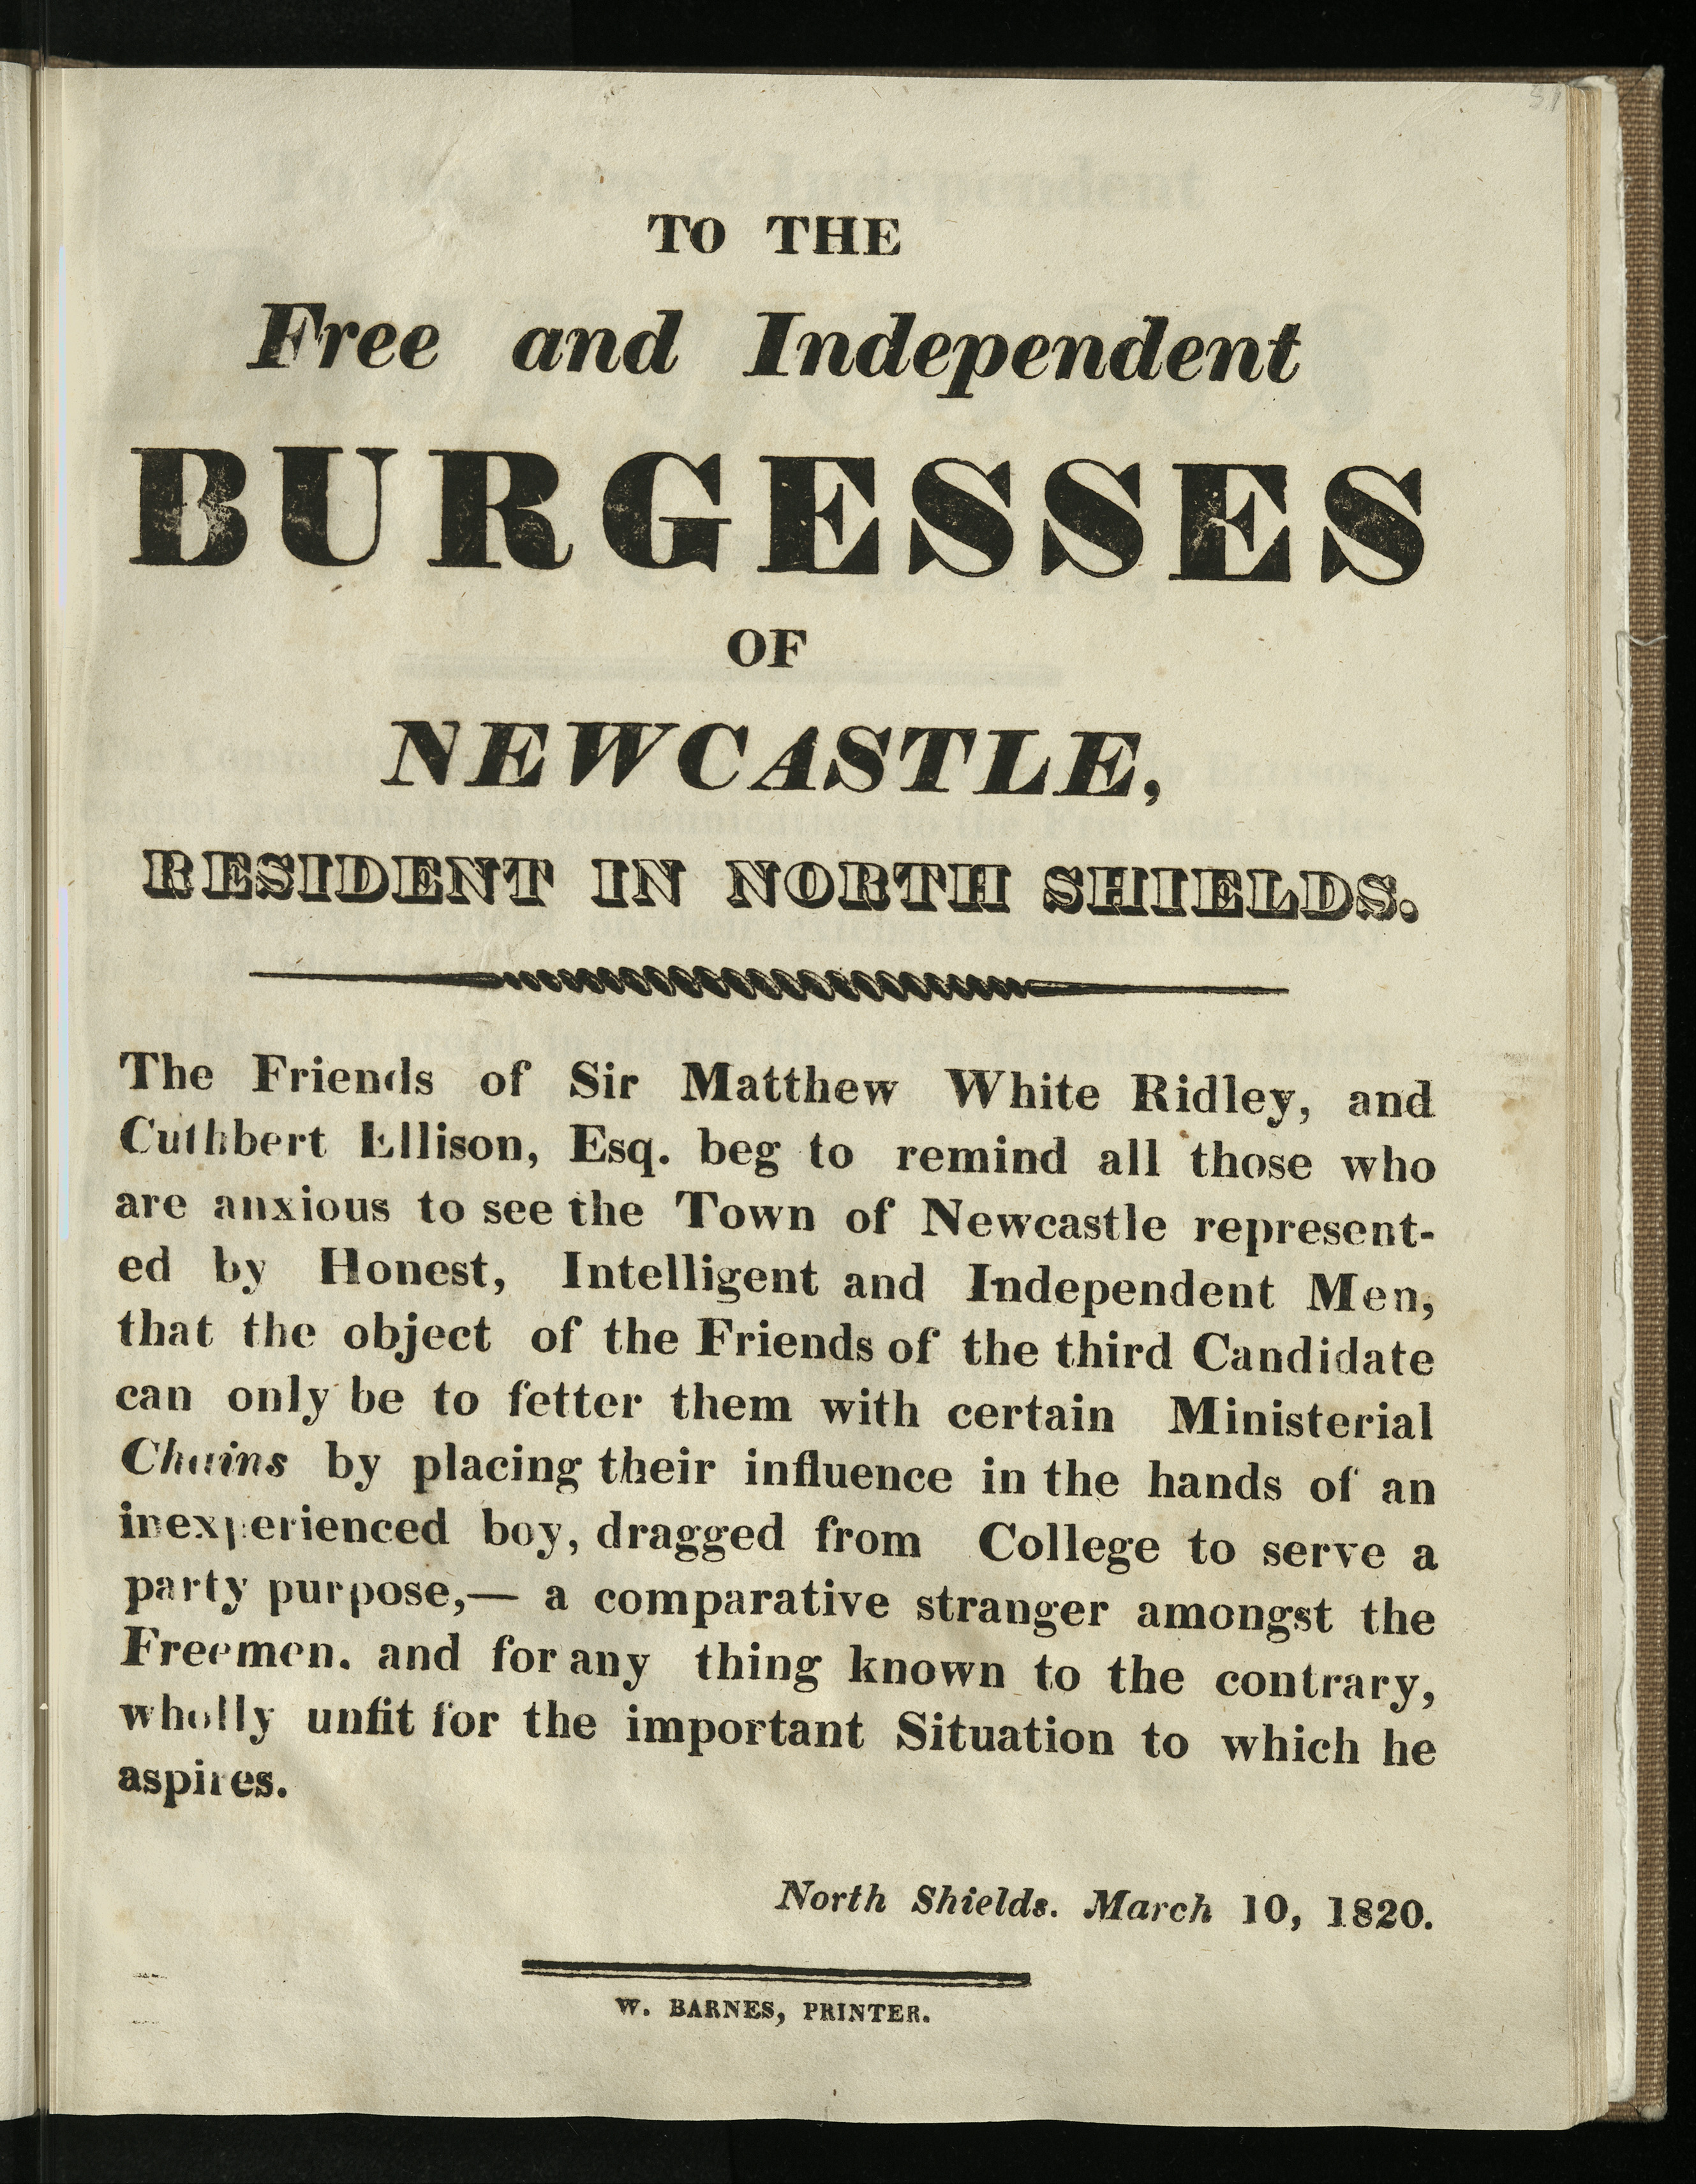 51
TO THE
Free and Independent
BURGESSES
OF
NEWCASTLE,
RESIDENT IN NORTH SHIELDS.
The Friends of Sir Matthew White Ridley, and
Cuthbert Ellison, Esq. beg to remind all those who
are anxious to see the Town of Newcastle represent-
ed by Honest, Intelligent and Independent Men,
that the object of the Friends of the third Candidate
can only be to fetter them with certain Ministerial
Chains by placing their influence in the hands of an
inexperienced boy, dragged from College to serve a
party purpose,— a comparative stranger amongst the
Freemen. and for any thing known to the contrary,
wholly unfit for the important Situation to which he
aspires.
North Shields. March 10, 1820.
W. BARNES, PRINTER.